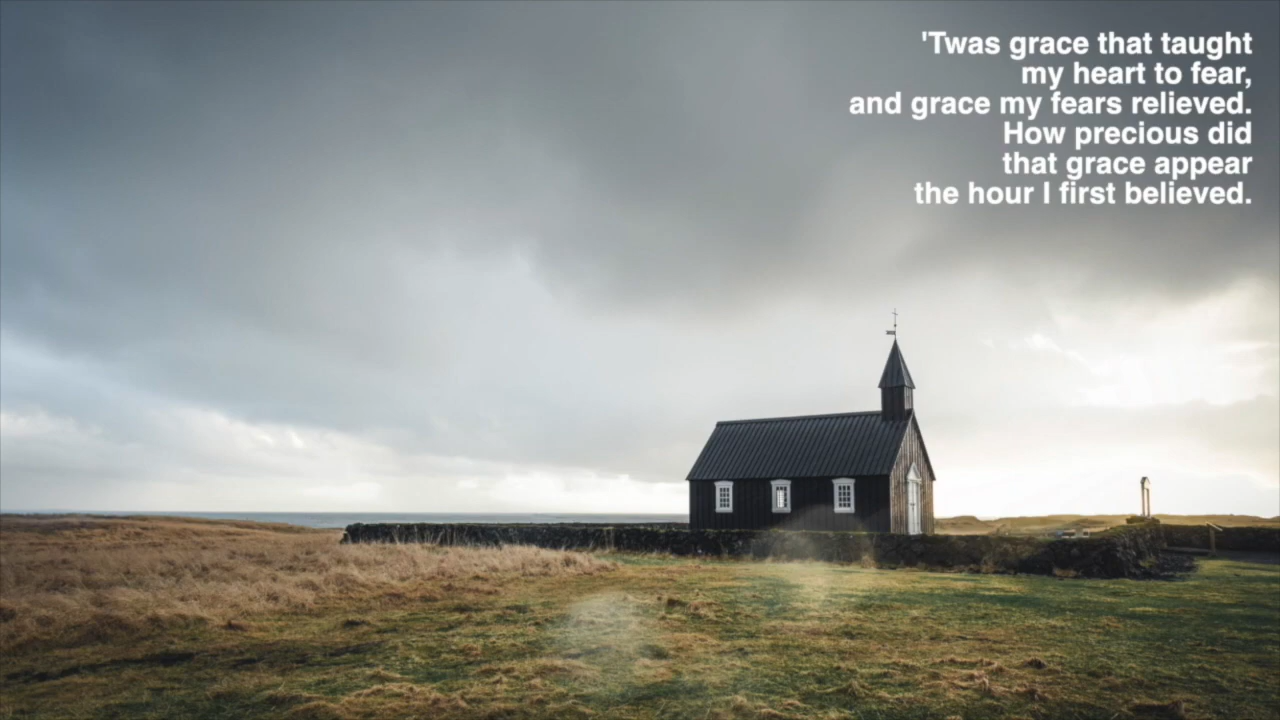 'Twas grace that taught
my heart to fear,
and grace my fears relieved.
How precious did
that grace appear
the hour I first believed.